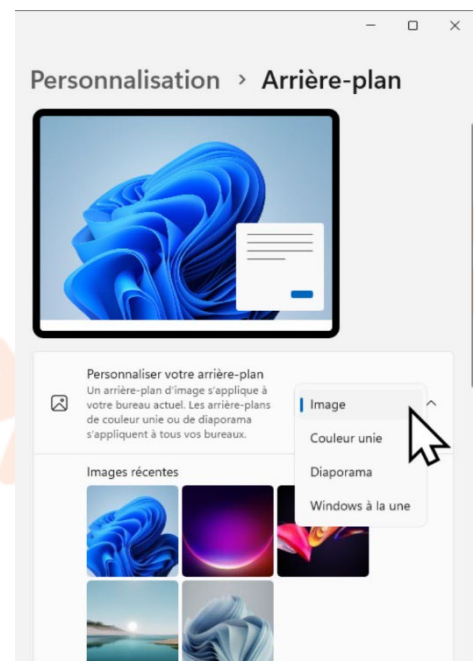 Personnalisation > Arrière-plan
Personnaliser votre arrière-plan
Un arrière-plan d'image s'applique à
votre bureau actuel. Les arrière-plans
de couleur unie ou de diaporama
s'appliquent à tous vos bureaux.
Image
Couleur unie
Diaporama
Windows à la une
Images récentes